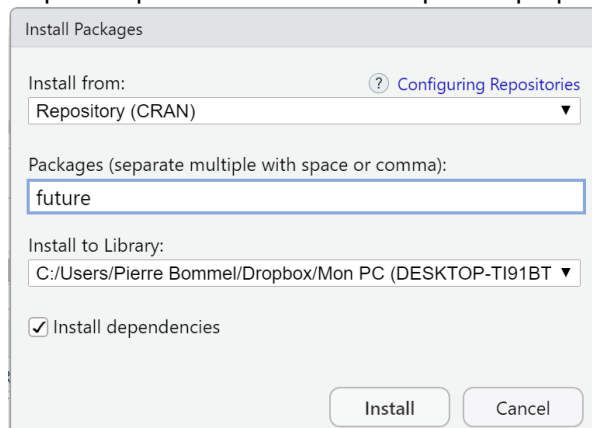 Install Packages
Install from:
Configuring Repositories
Repository (CRAN)
Packages (separate multiple with space or comma):
future
Install to Library:
C:/Users/Pierre Bommel/Dropbox/Mon PC (DESKTOP-TI91BT
Install dependencies
Install
Cancel